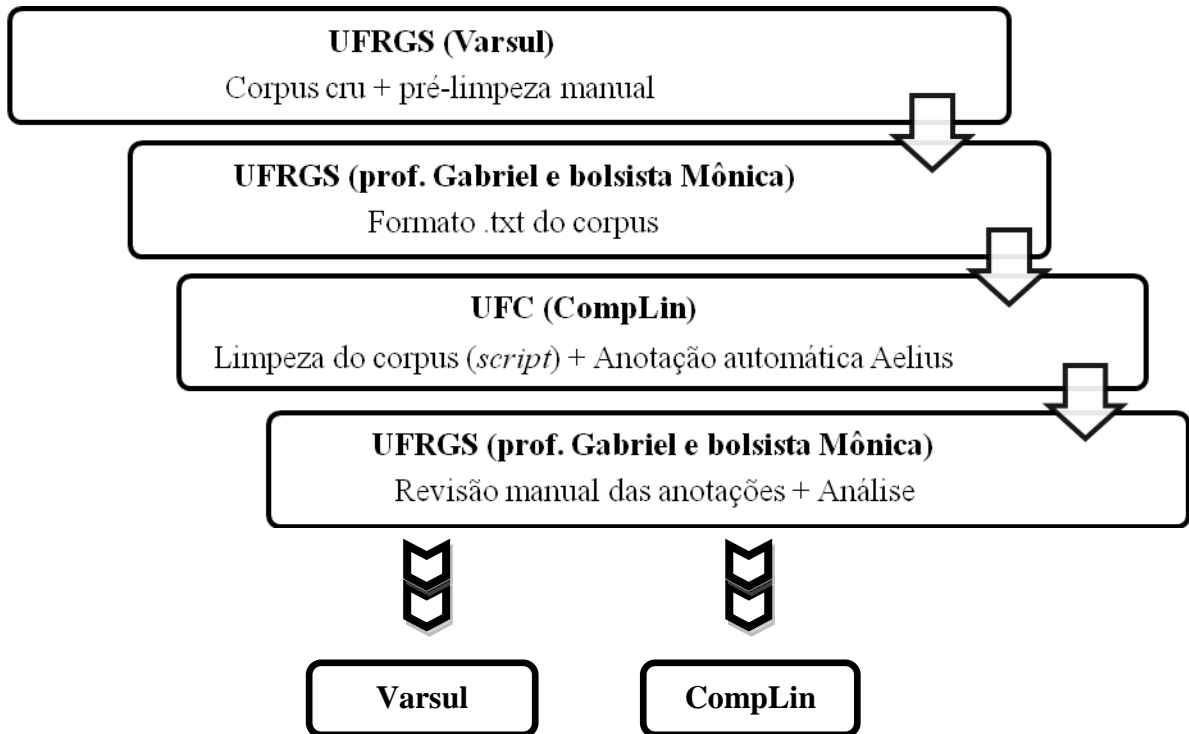 UFRGS (Varsul)
Corpus cru + pré-limpeza manual
UFRGS (prof. Gabriel e bolsista Mônica)
Formato .txt do corpus
UFC (CompLin)
Limpeza do corpus (script) + Anotação automática Aelius
UFRGS (prof. Gabriel e bolsista Mônica)
Revisão manual das anotações + Análise
Varsul
CompLin